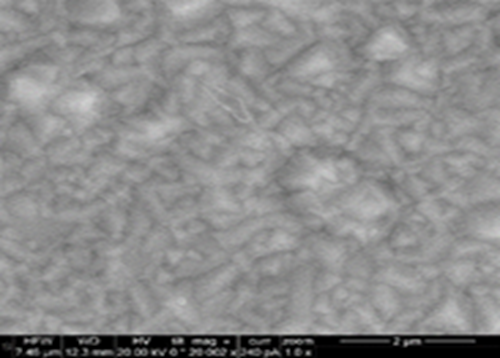 HFW WD HV mag curr zoom
7.46 µm 12.3 mm 20.00 kV 0° 20 002 x 240 pA 1.0 x 2 µm